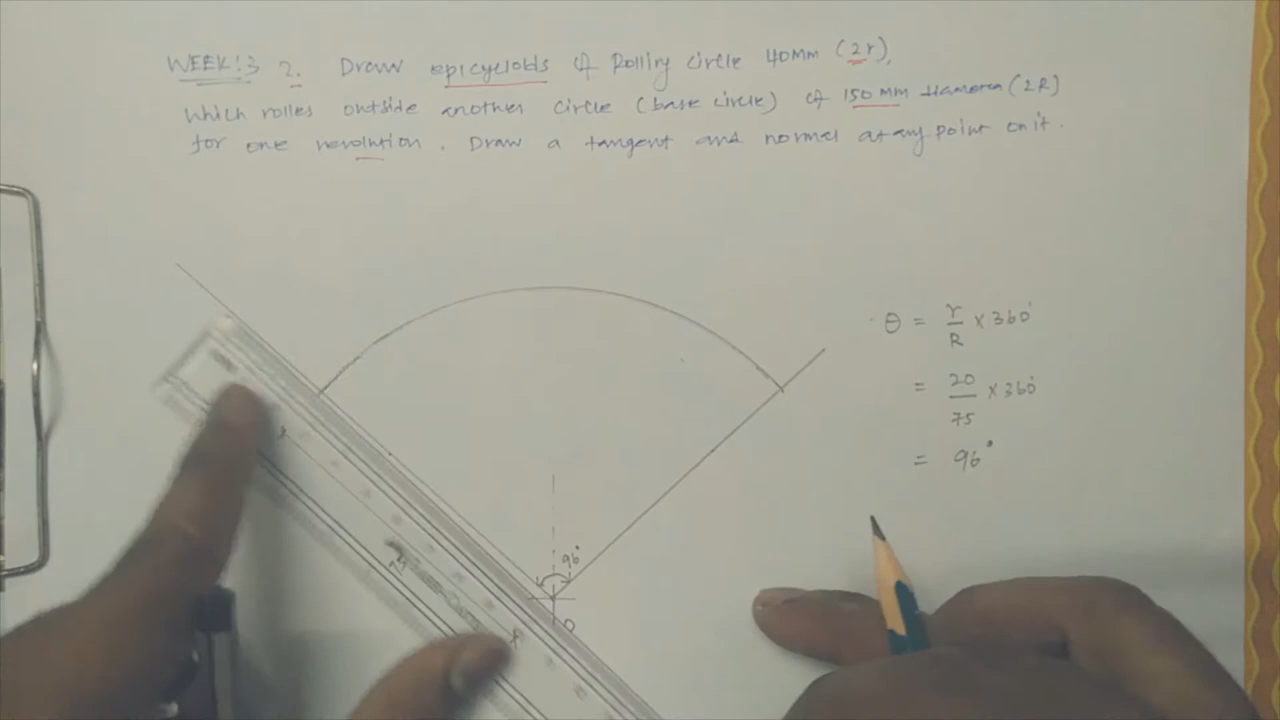 WEEK:3 2. Draw epicycloids of Rolling circle 40mm (2r),
which rolles outside another circle (base circle) of 150 mm diameter (2R)
for one revolution. Draw a tangent and normal at any point on it.
θ = r/R × 360°
= 20/75 × 360°
= 96°
96°
O